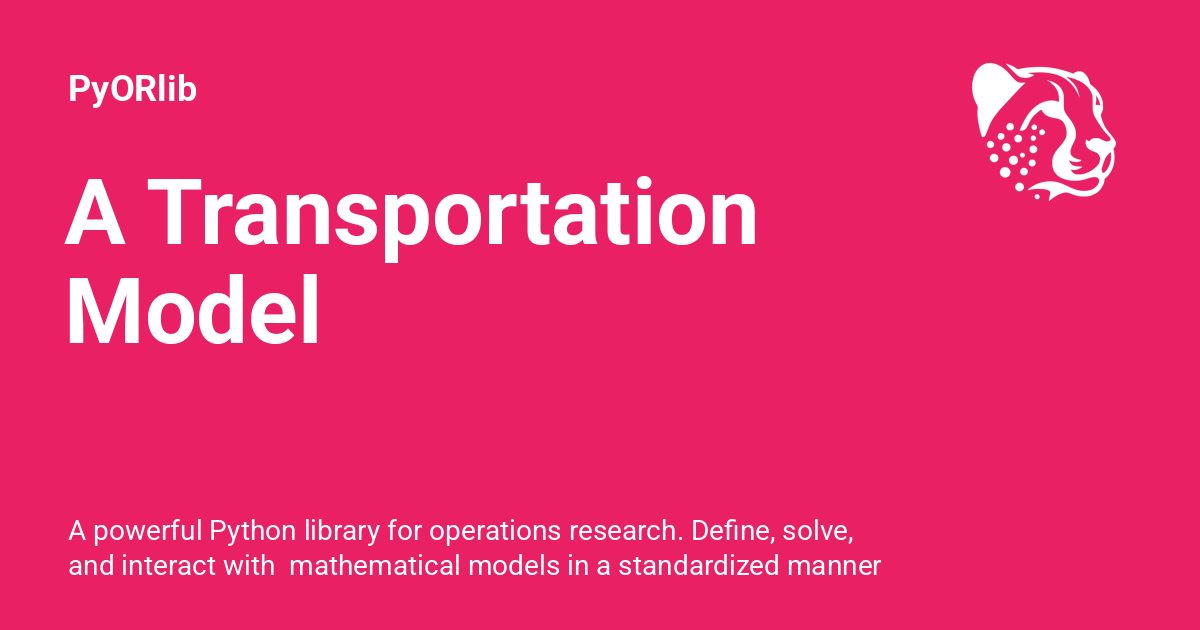 PyORlib
A Transportation
Model
A powerful Python library for operations research. Define, solve,
and interact with  mathematical models in a standardized manner